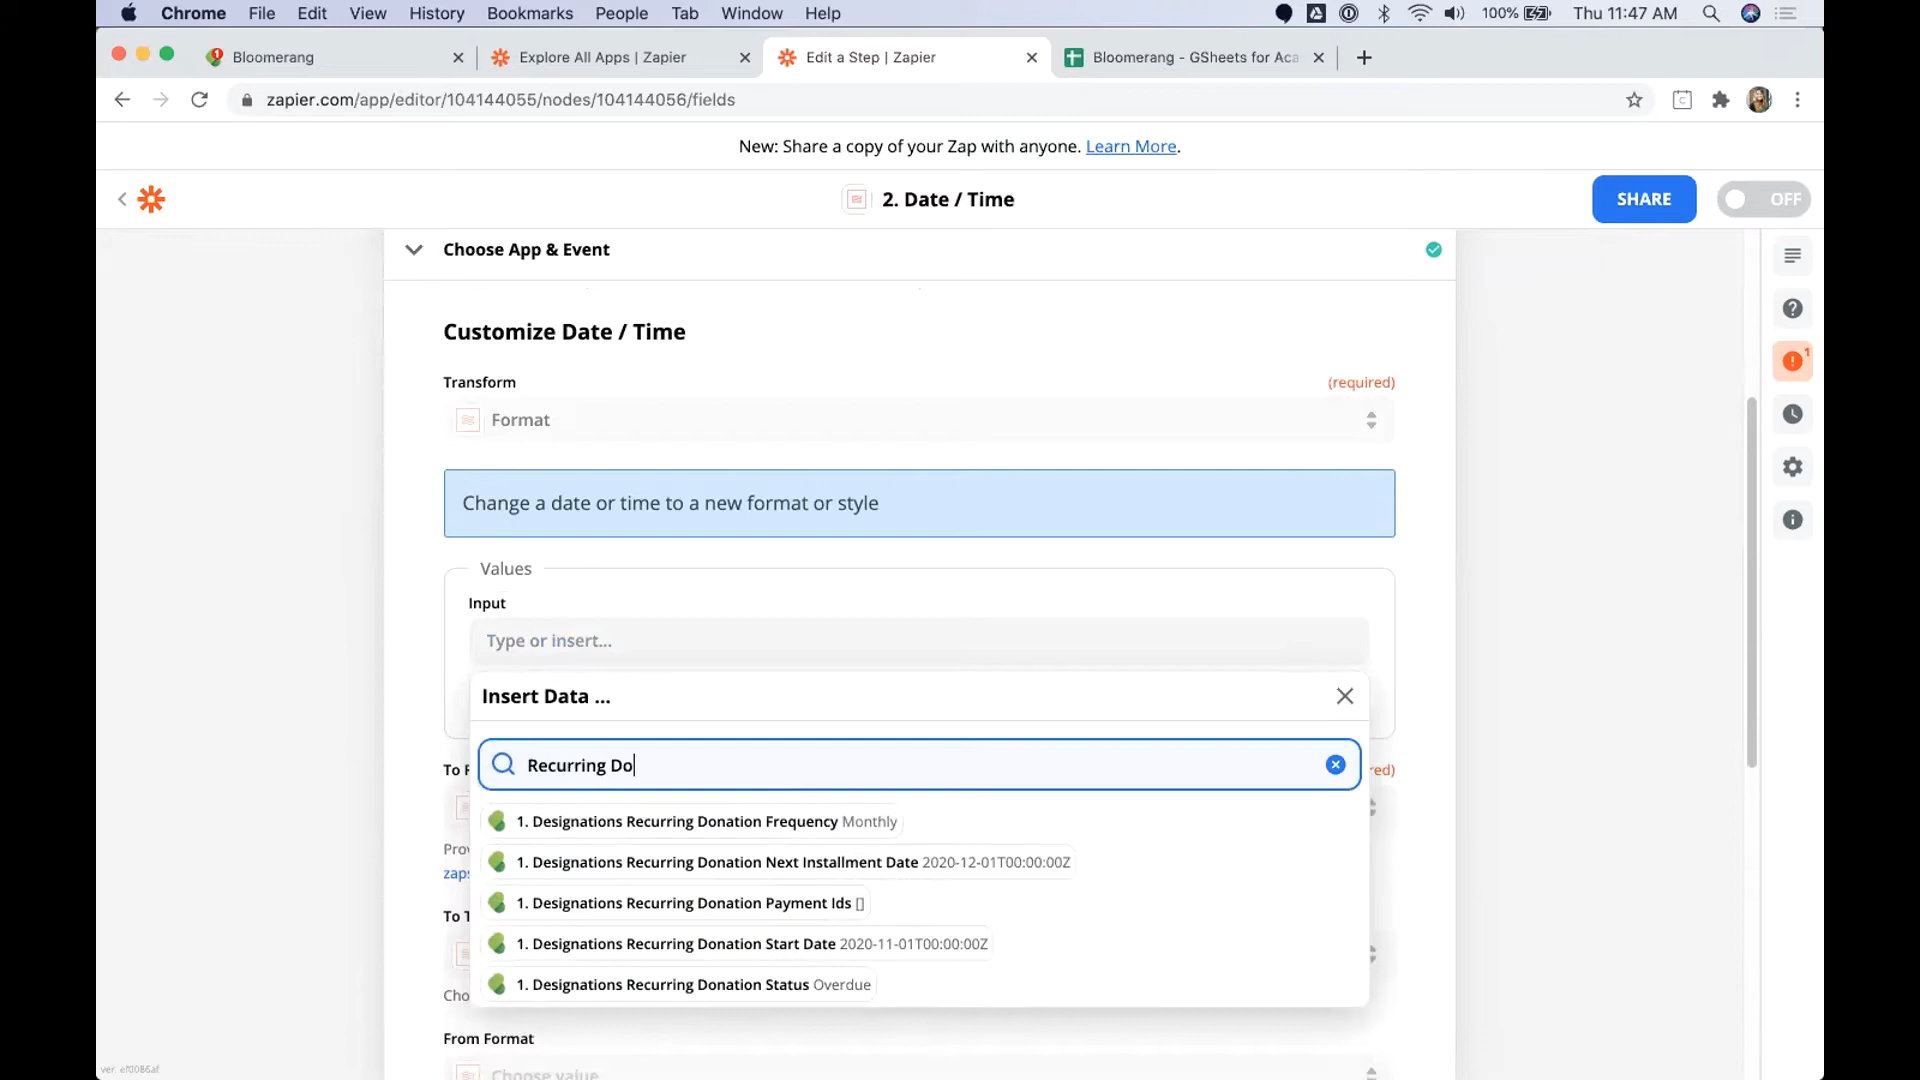 Chrome File Edit View History Bookmarks People Tab Window Help 100% Thu 11:47 AM
Bloomerang Explore All Apps | Zapier Edit a Step | Zapier Bloomerang - GSheets for Aca
zapier.com/app/editor/104144055/nodes/104144056/fields
New: Share a copy of your Zap with anyone. Learn More.
2. Date / Time SHARE OFF
Choose App & Event
Customize Date / Time
Transform (required)
Format
Change a date or time to a new format or style
Values
Input
Type or insert...
Insert Data ...
Recurring Do
To F red)
1. Designations Recurring Donation Frequency Monthly
Prov
1. Designations Recurring Donation Next Installment Date 2020-12-01T00:00:00Z
zaps
1. Designations Recurring Donation Payment Ids []
To T
1. Designations Recurring Donation Start Date 2020-11-01T00:00:00Z
1. Designations Recurring Donation Status Overdue
Cho
From Format
Choose value
ver. ef0086af